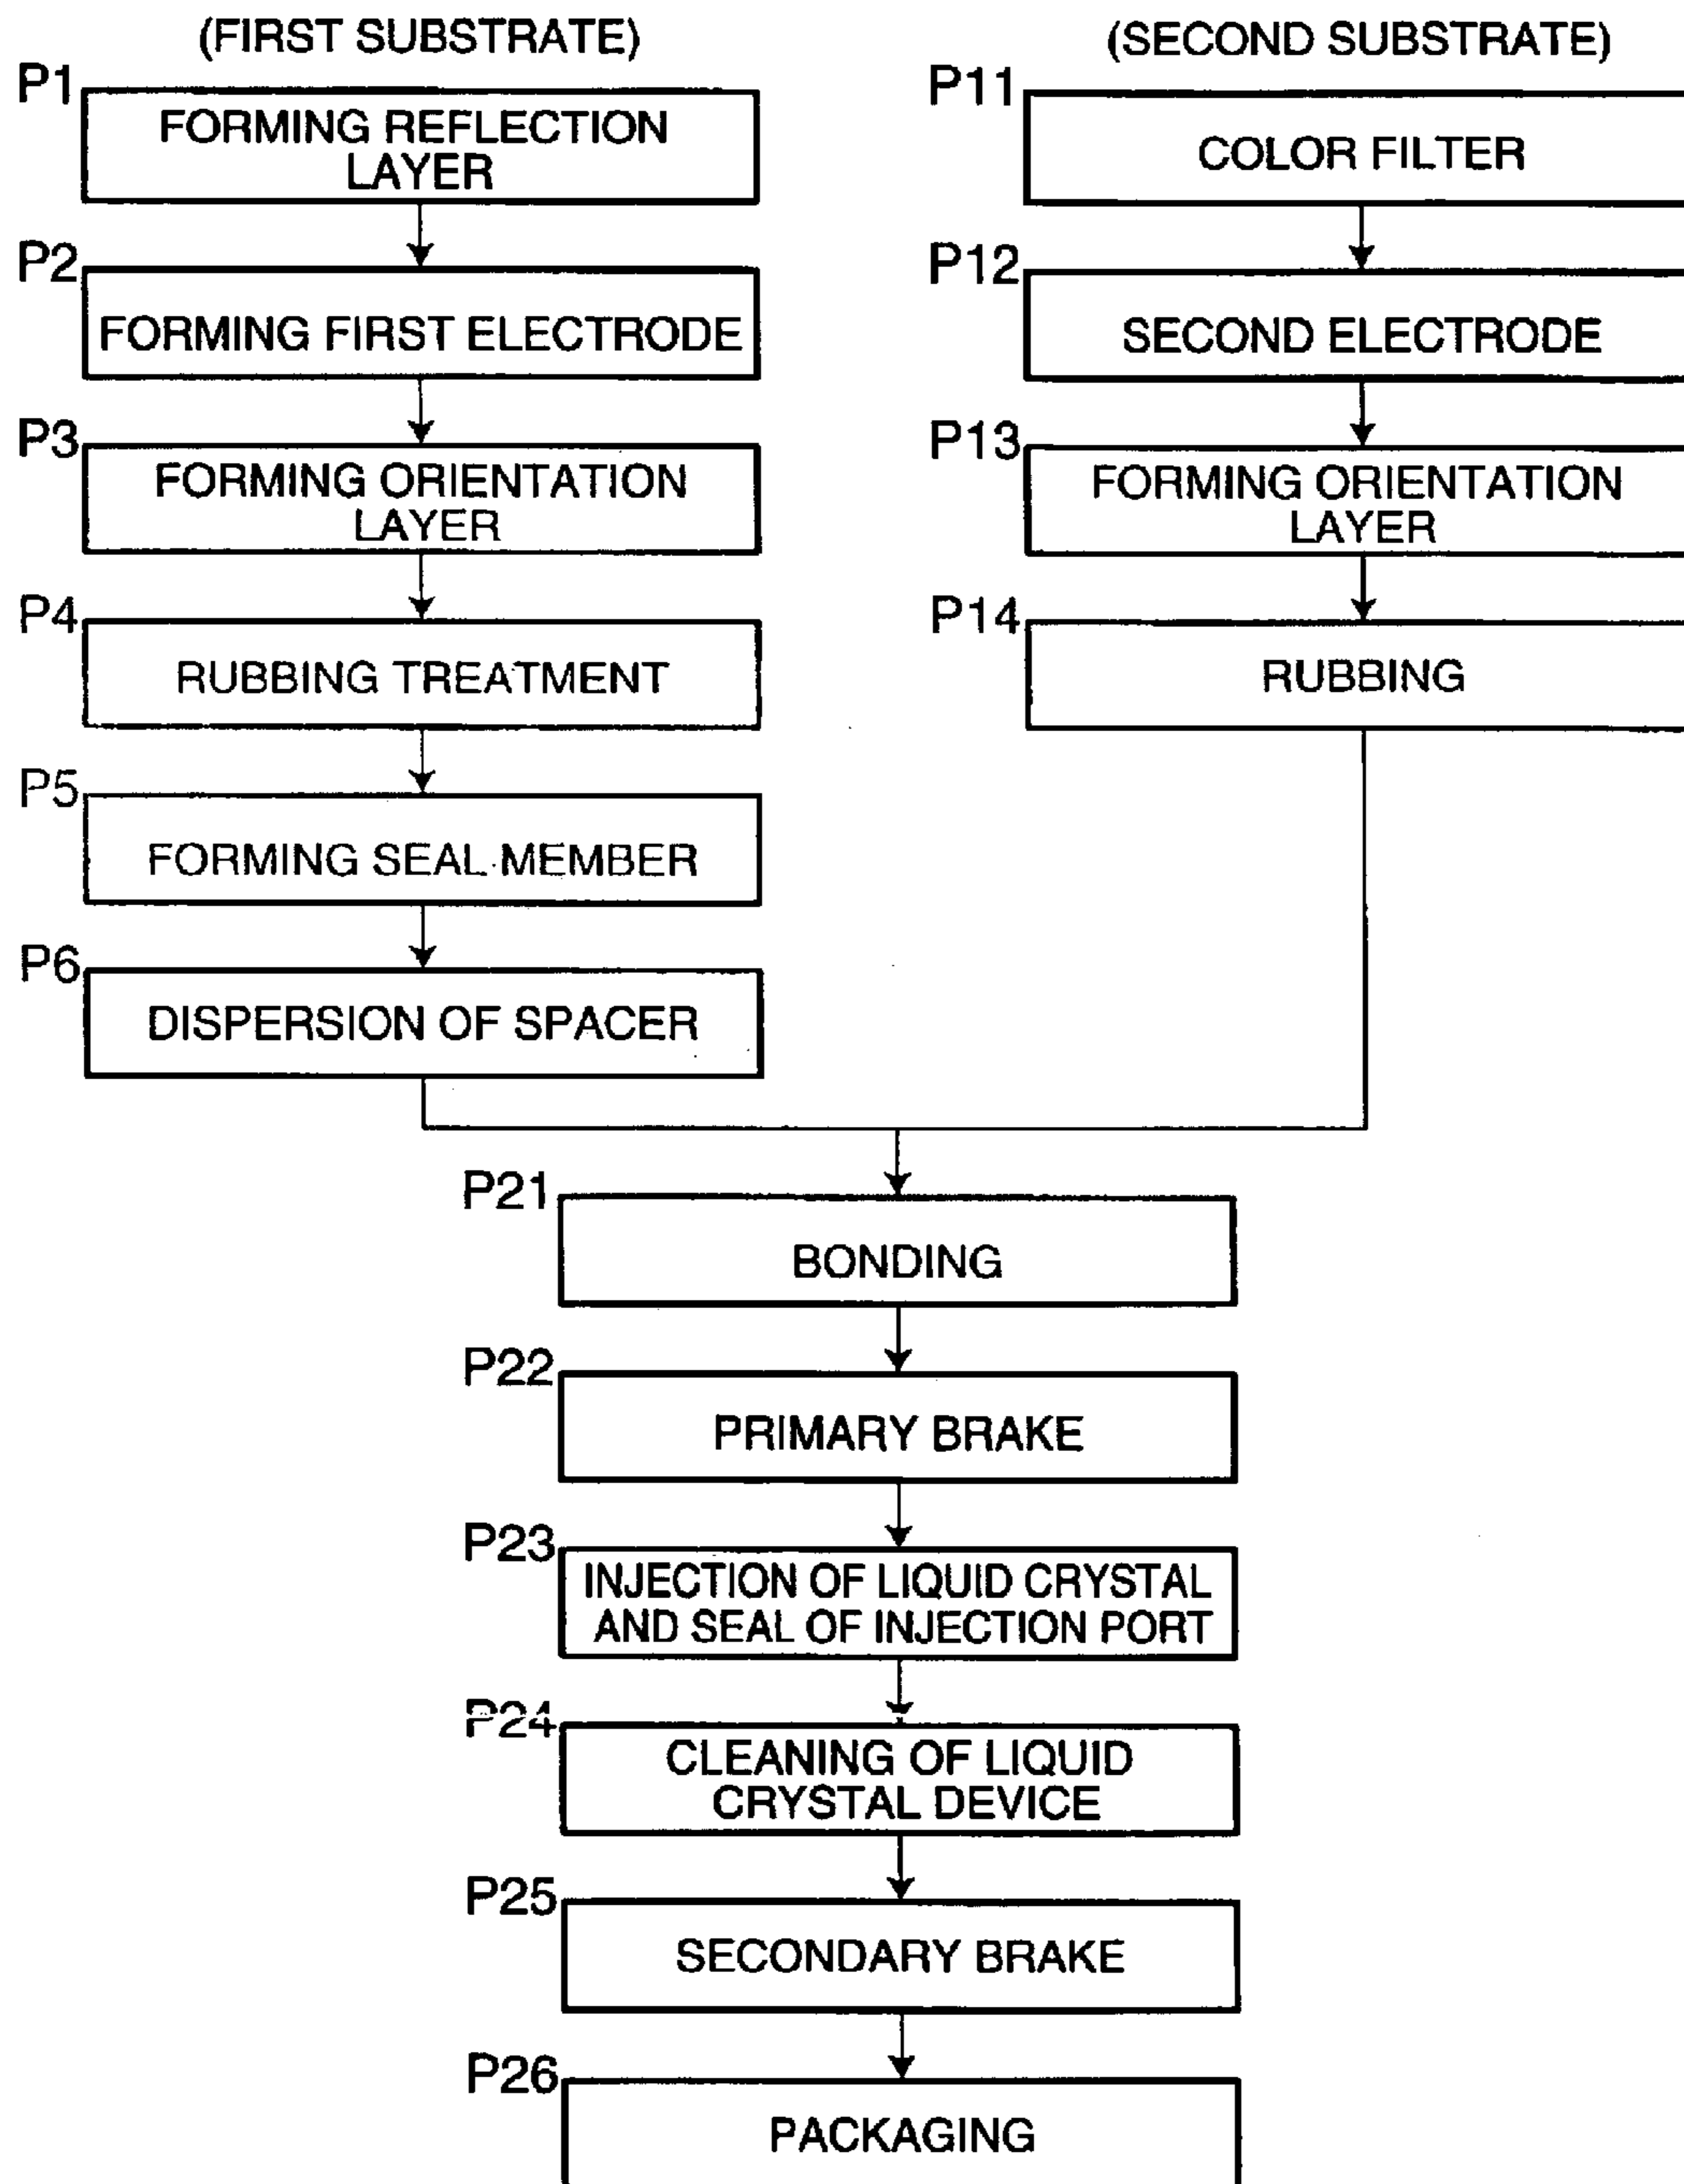 (FIRST SUBSTRATE)
P1
FORMING REFLECTION
LAYER
P2
FORMING FIRST ELECTRODE
P3
FORMING ORIENTATION
LAYER
P4
RUBBING TREATMENT
P5
FORMING SEAL MEMBER
P6
DISPERSION OF SPACER
(SECOND SUBSTRATE)
P11
COLOR FILTER
P12
SECOND ELECTRODE
P13
FORMING ORIENTATION
LAYER
P14
RUBBING
P21
BONDING
P22
PRIMARY BRAKE
P23
INJECTION OF LIQUID CRYSTAL
AND SEAL OF INJECTION PORT
P24
CLEANING OF LIQUID
CRYSTAL DEVICE
P25
SECONDARY BRAKE
P26
PACKAGING